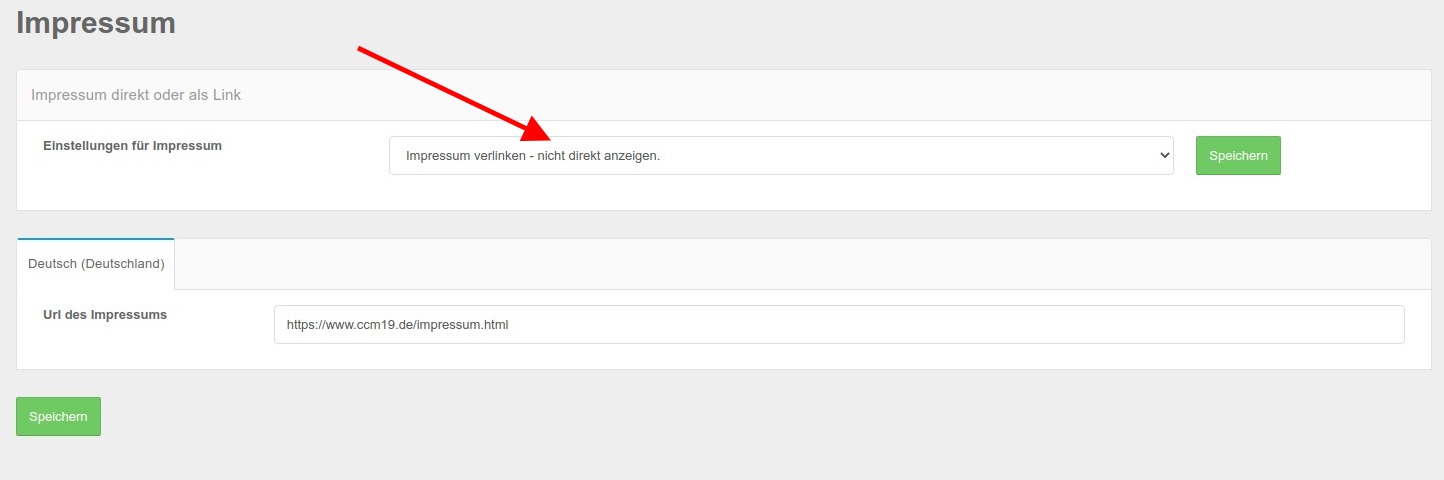 Impressum
Impressum direkt oder als Link
Einstellungen für Impressum
Impressum verlinken - nicht direkt anzeigen.
Speichern
Deutsch (Deutschland)
Url des Impressums
https://www.ccm19.de/impressum.html
Speichern